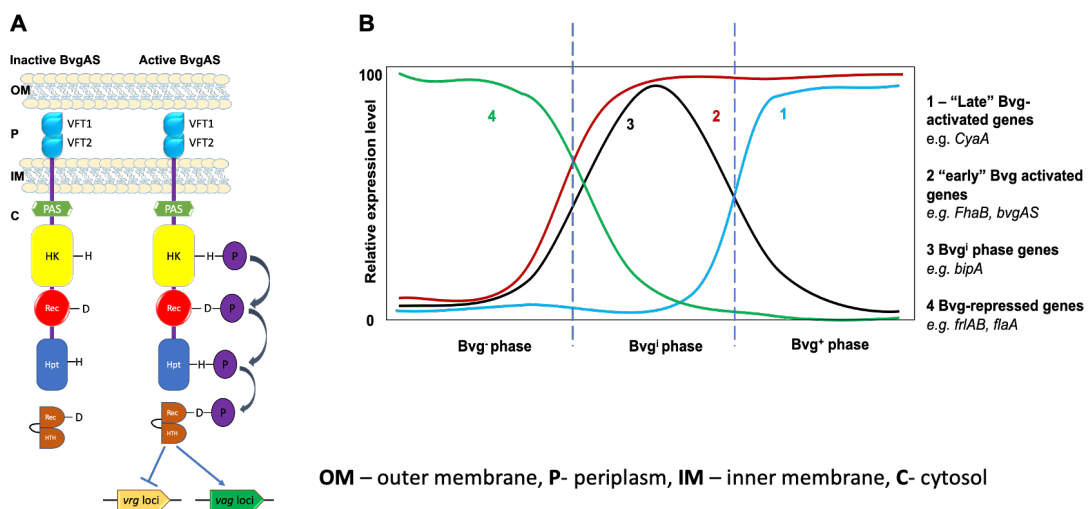 A
Inactive BvgAS
Active BvgAS
OM
P
VFT1
VFT2
VFT1
VFT2
IM
C
PAS
PAS
HK
H
HK
H
P
Rec
D
Rec
D
P
Hpt
H
Hpt
H
P
Rec
D
HTH
Rec
D
P
HTH
vrg loci
vag loci
B
Relative expression level
100
0
4
3
2
1
Bvg- phase
Bvgⁱ phase
Bvg⁺ phase
1 – “Late” Bvg-
activated genes
e.g. CyaA
2 “early” Bvg activated
genes
e.g. FhaB, bvgAS
3 Bvgⁱ phase genes
e.g. bipA
4 Bvg-repressed genes
e.g. frlAB, flaA
OM – outer membrane, P- periplasm, IM – inner membrane, C- cytosol